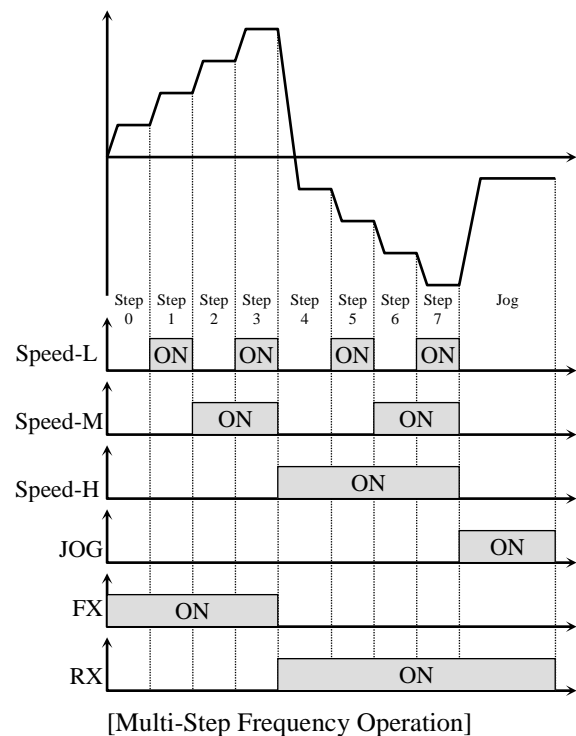 Step 0 Step 1 Step 2 Step 3 Step 4 Step 5 Step 6 Step 7 Jog
Speed-L ON ON ON ON
Speed-M ON ON
Speed-H ON
JOG ON
FX ON
RX ON
[Multi-Step Frequency Operation]